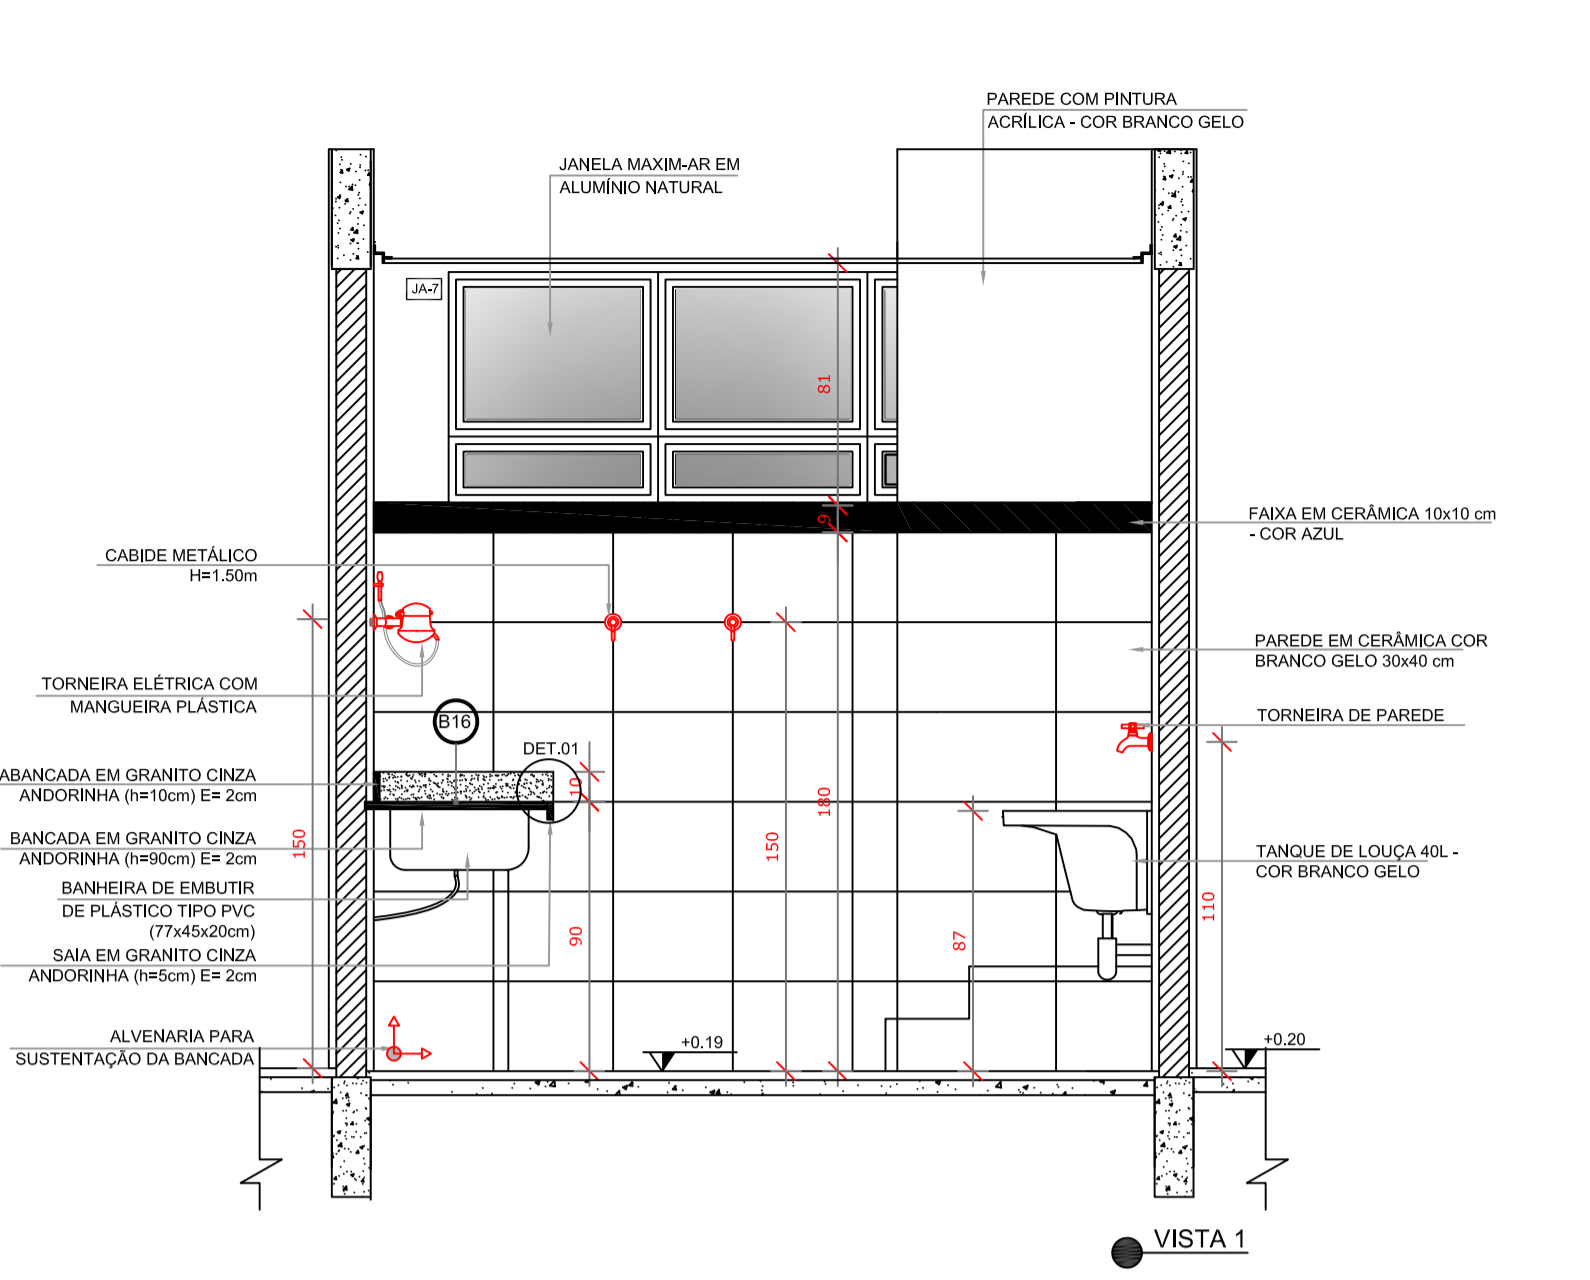 PAREDE COM PINTURA
ACRÍLICA - COR BRANCO GELO
JANELA MAXIM-AR EM
ALUMÍNIO NATURAL
JA-7
81
9
FAIXA EM CERÂMICA 10x10 cm
- COR AZUL
CABIDE METÁLICO
H=1.50m
PAREDE EM CERÂMICA COR
BRANCO GELO 30x40 cm
TORNEIRA ELÉTRICA COM
MANGUEIRA PLÁSTICA
B16
TORNEIRA DE PAREDE
DET.01
ABANCADA EM GRANITO CINZA
ANDORINHA (h=10cm) E= 2cm
10
180
BANCADA EM GRANITO CINZA
ANDORINHA (h=90cm) E= 2cm
150
150
TANQUE DE LOUÇA 40L -
COR BRANCO GELO
BANHEIRA DE EMBUTIR
DE PLÁSTICO TIPO PVC
(77x45x20cm)
110
90
87
SAIA EM GRANITO CINZA
ANDORINHA (h=5cm) E= 2cm
ALVENARIA PARA
SUSTENTAÇÃO DA BANCADA
+0.19
+0.20
VISTA 1